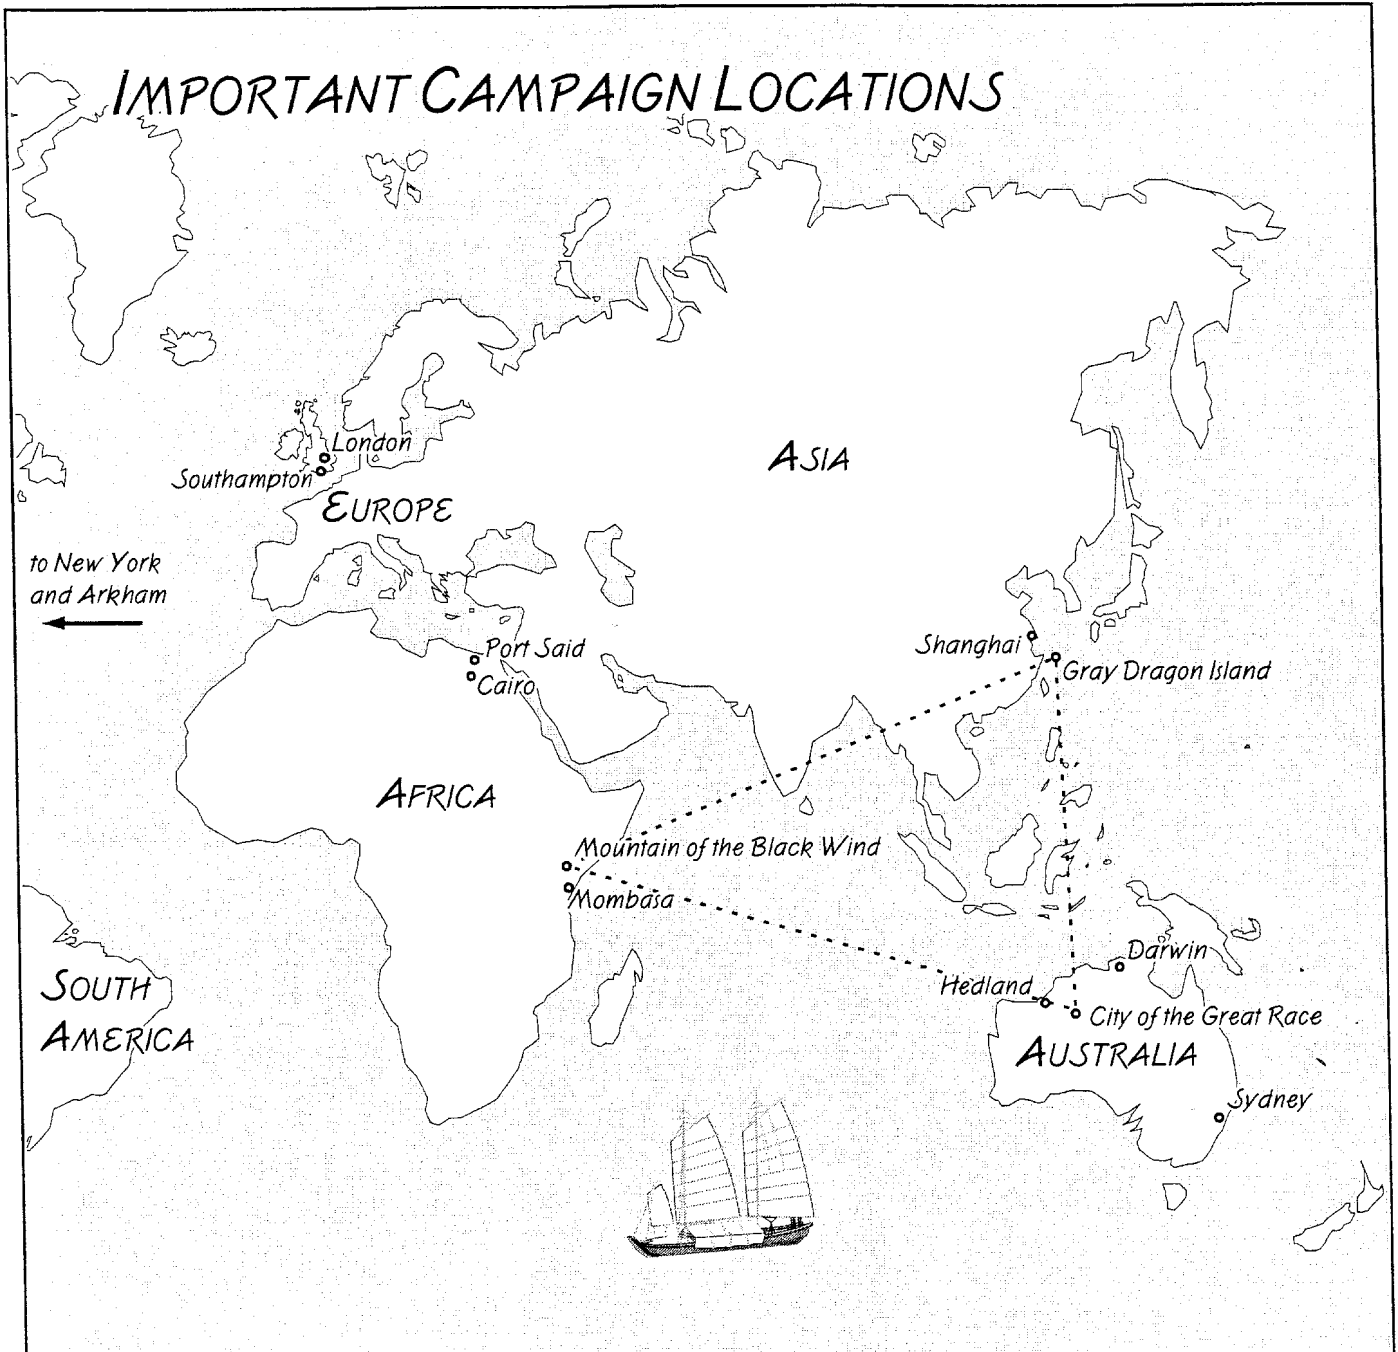 IMPORTANT CAMPAIGN LOCATIONS
London
ASIA
Southampton
EUROPE
to New York
and Arkham
Shanghai
Port Said
Gray Dragon Island
Cairo
AFRICA
Mountain of the Black Wind
Mombasa
Darwin
SOUTH
AMERICA
Hedland
City of the Great Race
AUSTRALIA
Sydney